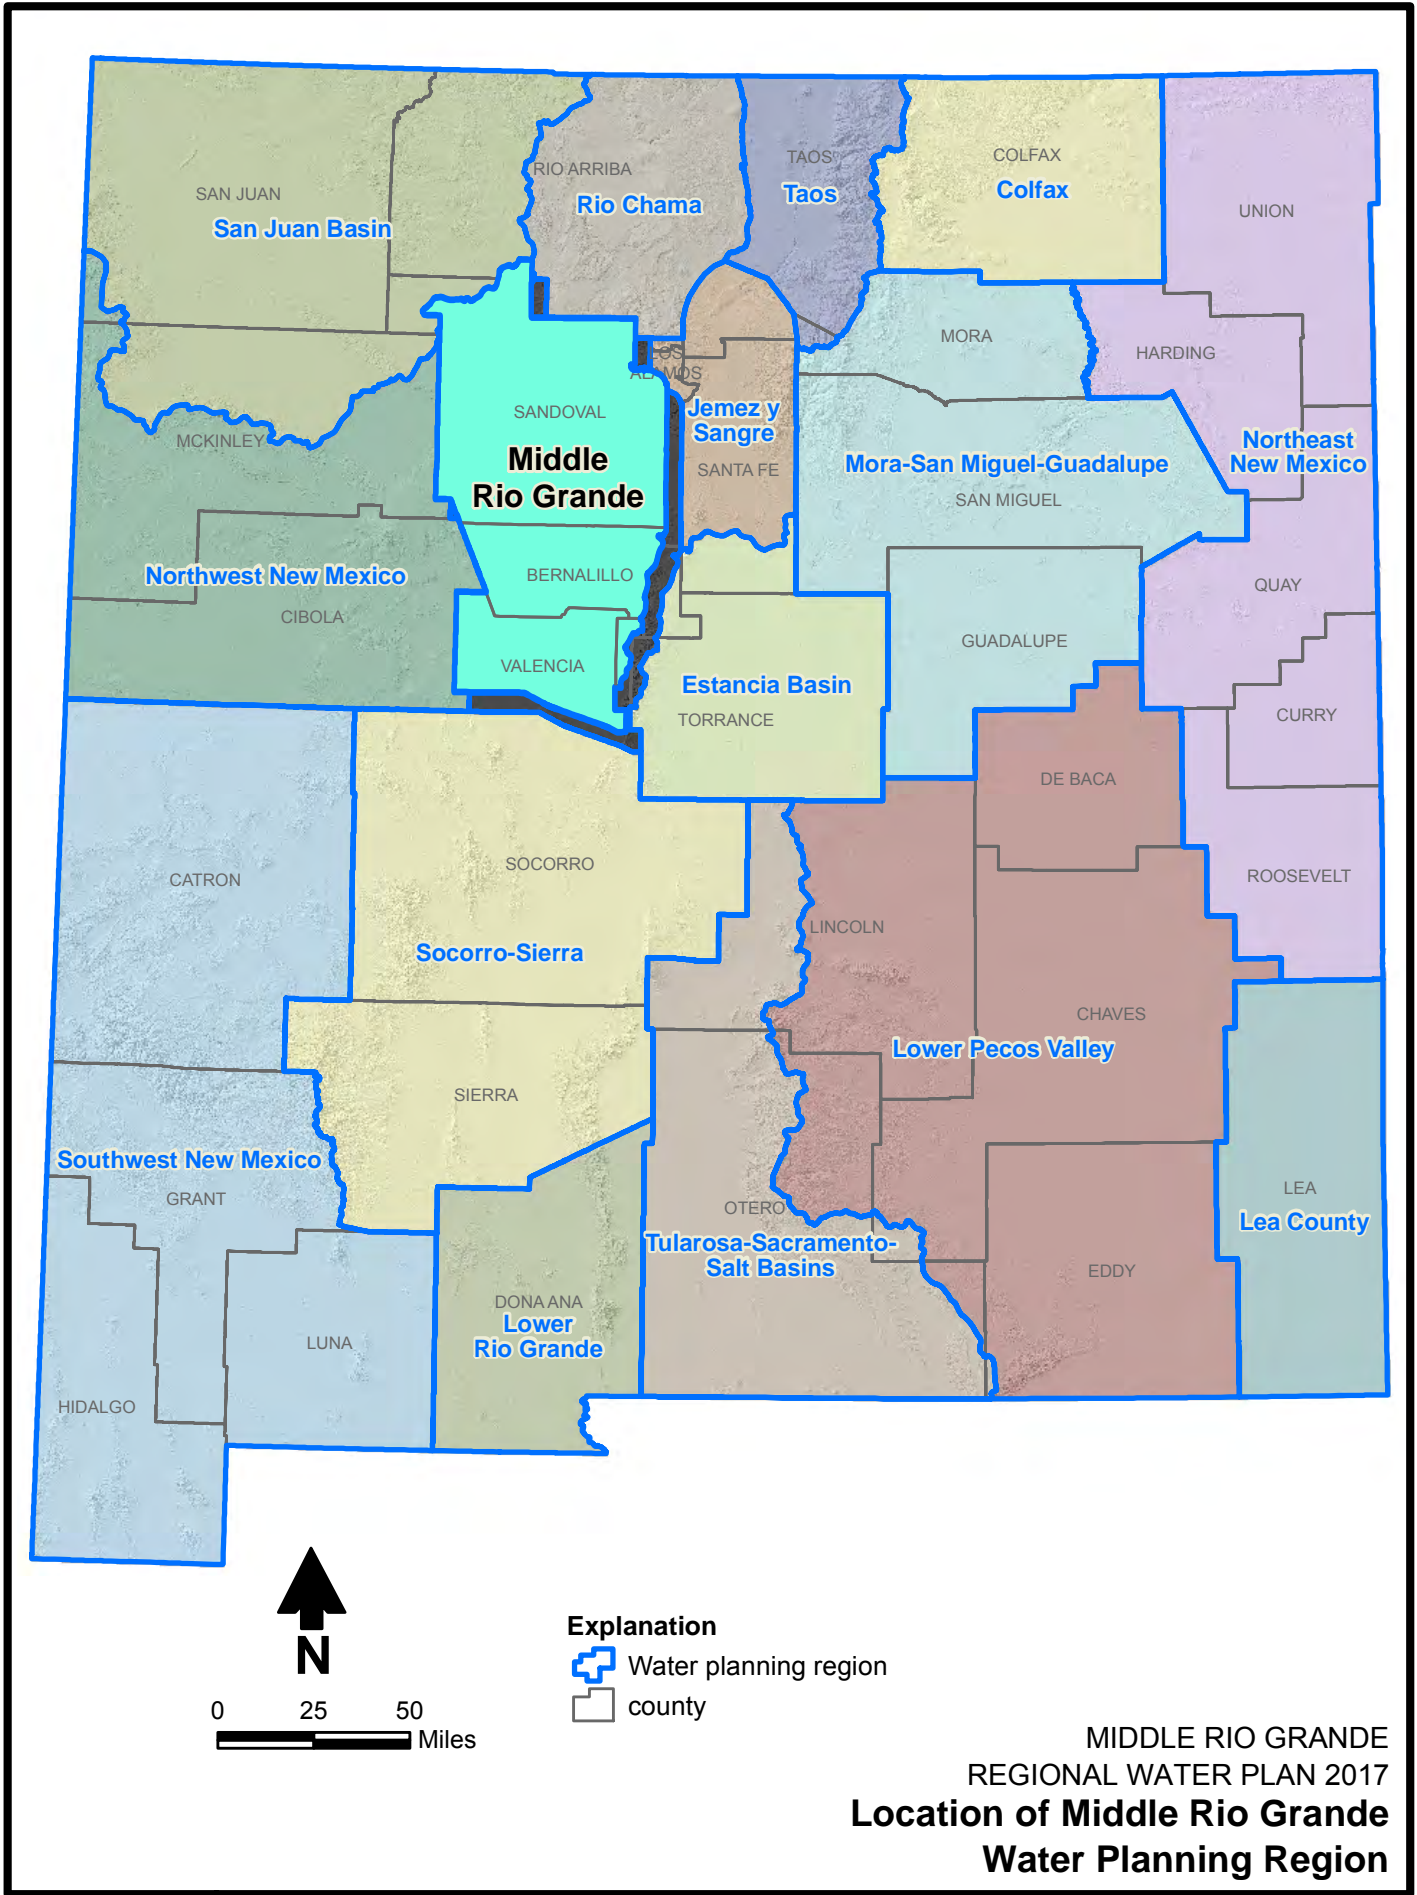 SAN JUAN
San Juan Basin
RIO ARRIBA
Rio Chama
TAOS
Taos
COLFAX
Colfax
UNION
MORA
HARDING
LOS
ALAMOS
SANDOVAL
Middle
Rio Grande
Jemez y
Sangre
SANTA FE
MCKINLEY
Mora-San Miguel-Guadalupe
SAN MIGUEL
Northeast
New Mexico
Northwest New Mexico
CIBOLA
BERNALILLO
QUAY
VALENCIA
GUADALUPE
Estancia Basin
TORRANCE
CURRY
DE BACA
CATRON
SOCORRO
Socorro-Sierra
LINCOLN
ROOSEVELT
CHAVES
Lower Pecos Valley
SIERRA
Southwest New Mexico
GRANT
OTERO
Tularosa-Sacramento-
Salt Basins
LEA
Lea County
EDDY
DONA ANA
Lower
Rio Grande
LUNA
HIDALGO
N
0 25 50
Miles
Explanation
Water planning region
county
MIDDLE RIO GRANDE
REGIONAL WATER PLAN 2017
Location of Middle Rio Grande
Water Planning Region